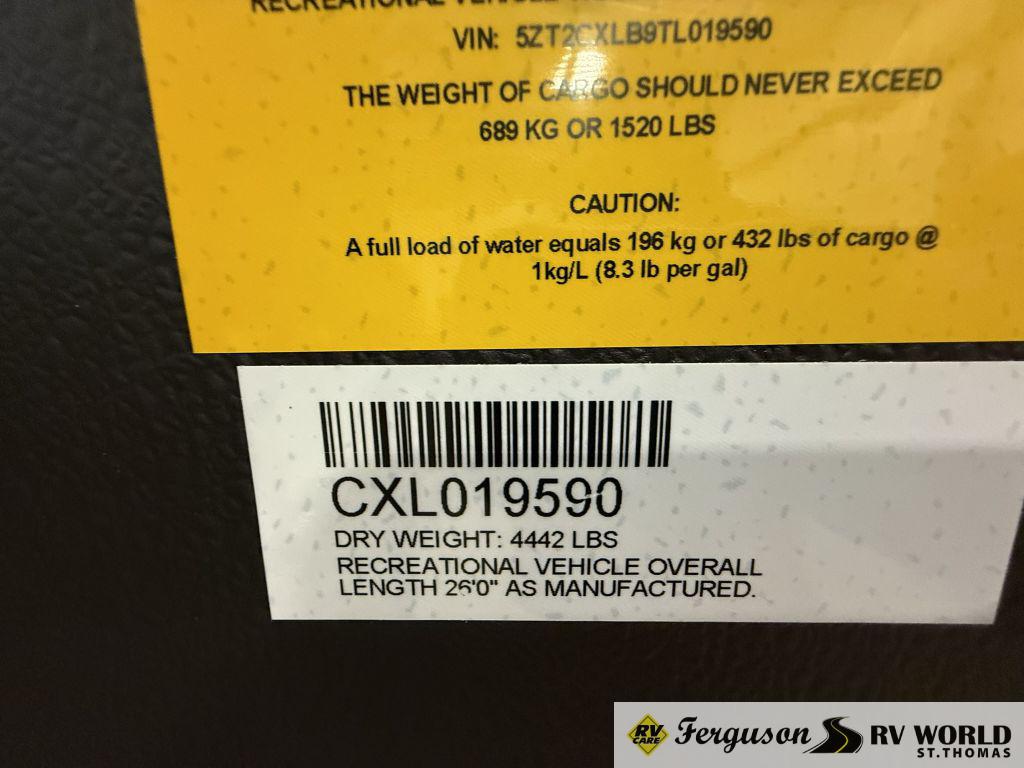 VIN: 5ZT2CXLB9TL019590
THE WEIGHT OF CARGO SHOULD NEVER EXCEED
689 KG OR 1520 LBS
CAUTION:
A full load of water equals 196 kg or 432 lbs of cargo @
1kg/L (8.3 lb per gal)
CXL019590
DRY WEIGHT: 4442 LBS
RECREATIONAL VEHICLE OVERALL
LENGTH 26'0" AS MANUFACTURED.
RV CARE Ferguson RV WORLD
ST.THOMAS